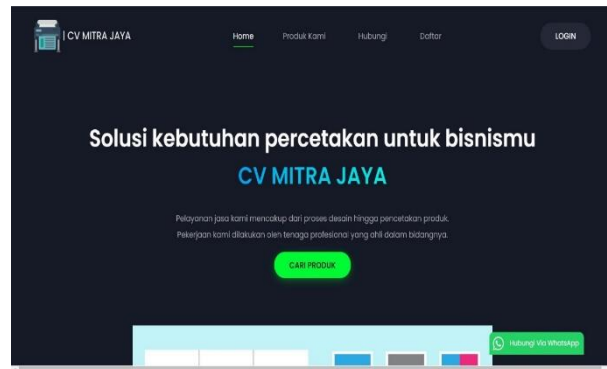 | CV MITRA JAYA
Home
Produk Kami
Hubungi
Daftar
LOGIN
Solusi kebutuhan percetakan untuk bisnismu
CV MITRA JAYA
Pelayanan jasa kami mencakup dari proses desain hingga pencetakan produk.
Pekerjaan kami dilakukan oleh tenaga profesional yang ahli dalam bidangnya.
CARI PRODUK
Hubungi Via WhatsApp